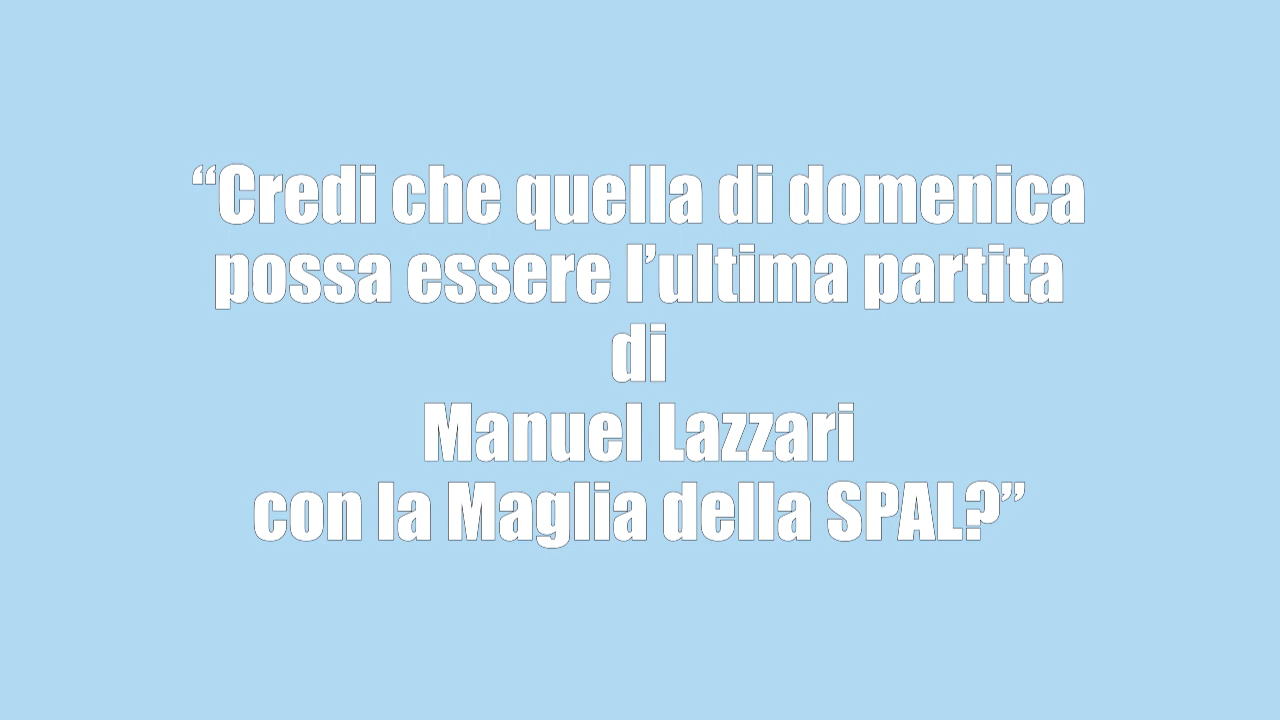 “Credi che quella di domenica
possa essere l’ultima partita
di
Manuel Lazzari
con la Maglia della SPAL?”